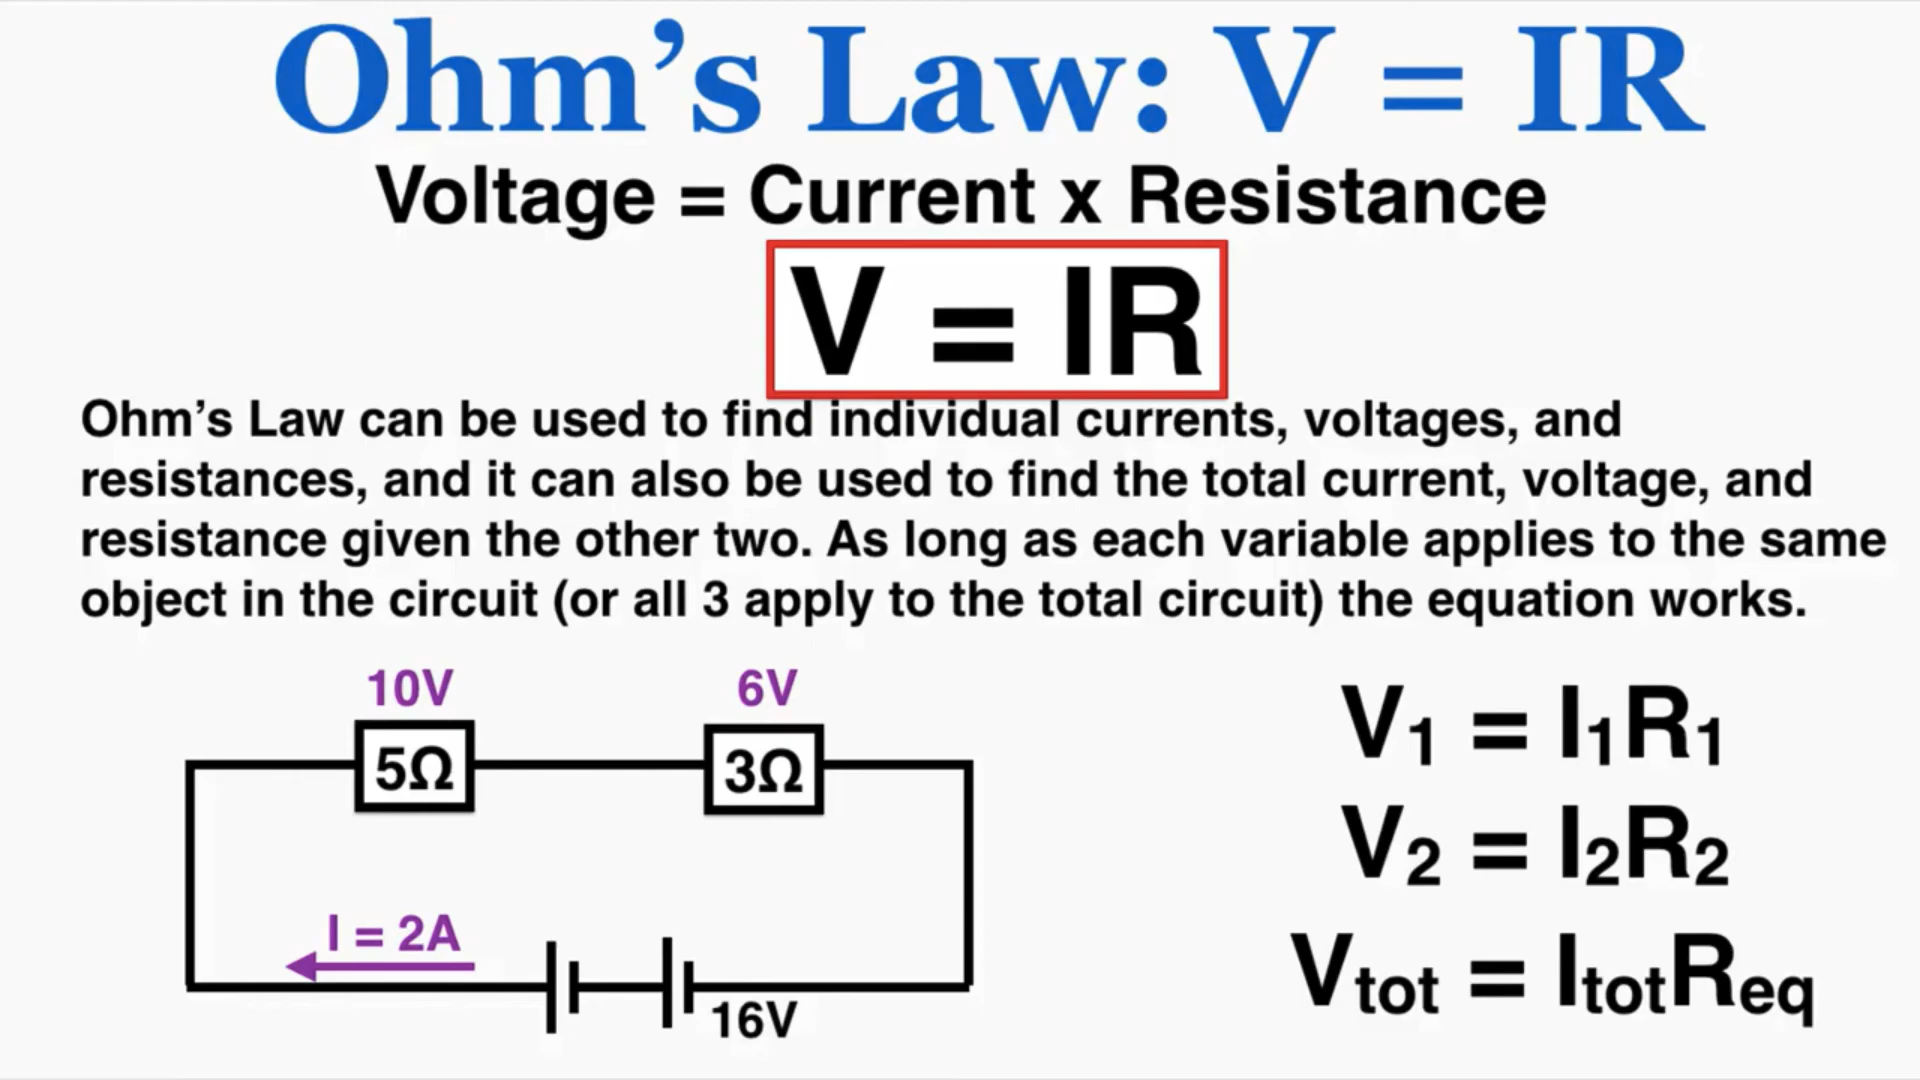 Ohm’s Law: V = IR
Voltage = Current x Resistance
V = IR
Ohm’s Law can be used to find individual currents, voltages, and
resistances, and it can also be used to find the total current, voltage, and
resistance given the other two. As long as each variable applies to the same
object in the circuit (or all 3 apply to the total circuit) the equation works.
10V
6V
5Ω
3Ω
I = 2A
16V
V₁ = I₁R₁
V₂ = I₂R₂
Vtot = ItotReq